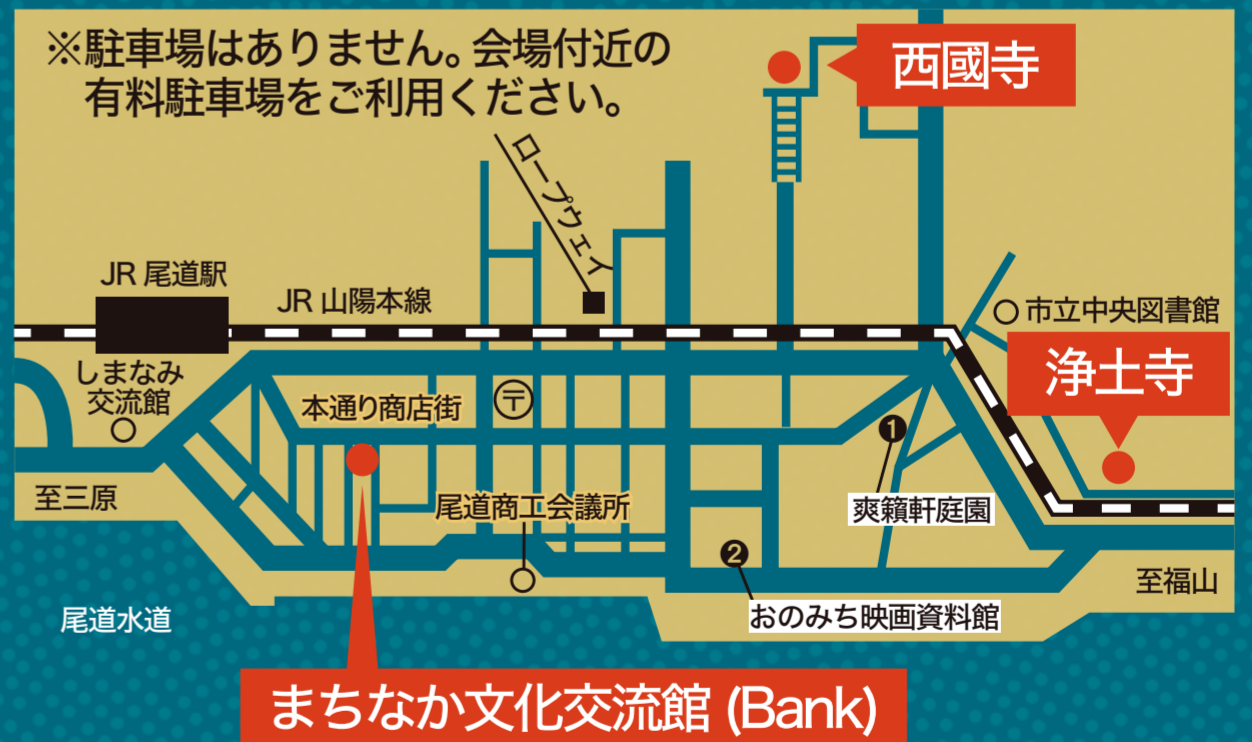 ※駐車場はありません。会場付近の
有料駐車場をご利用ください。
西國寺
ロープウェイ
JR 尾道駅
JR 山陽本線
市立中央図書館
しまなみ
交流館
浄土寺
本通り商店街
〒
❶
至三原
尾道商工会議所
爽籟軒庭園
❷
至福山
尾道水道
おのみち映画資料館
まちなか文化交流館 (Bank)